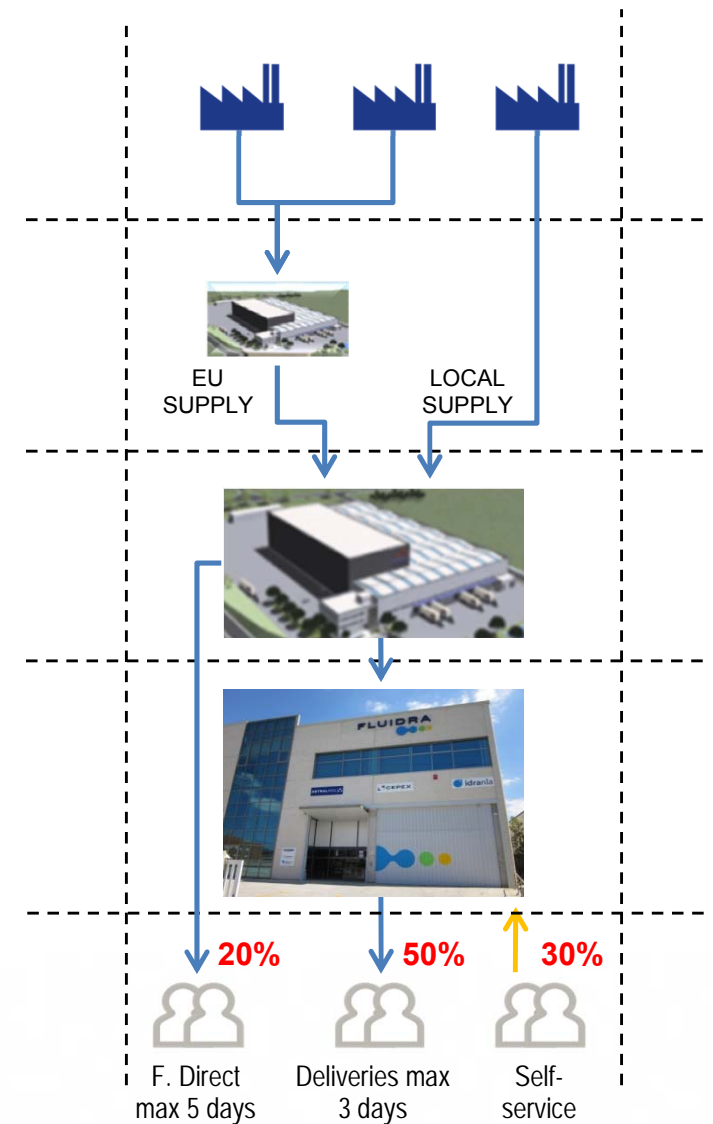 EU
SUPPLY
LOCAL
SUPPLY
FLUIDRA
CEPEX
idrania
20%
50%
30%
F. Direct
max 5 days
Deliveries max
3 days
Self-
service